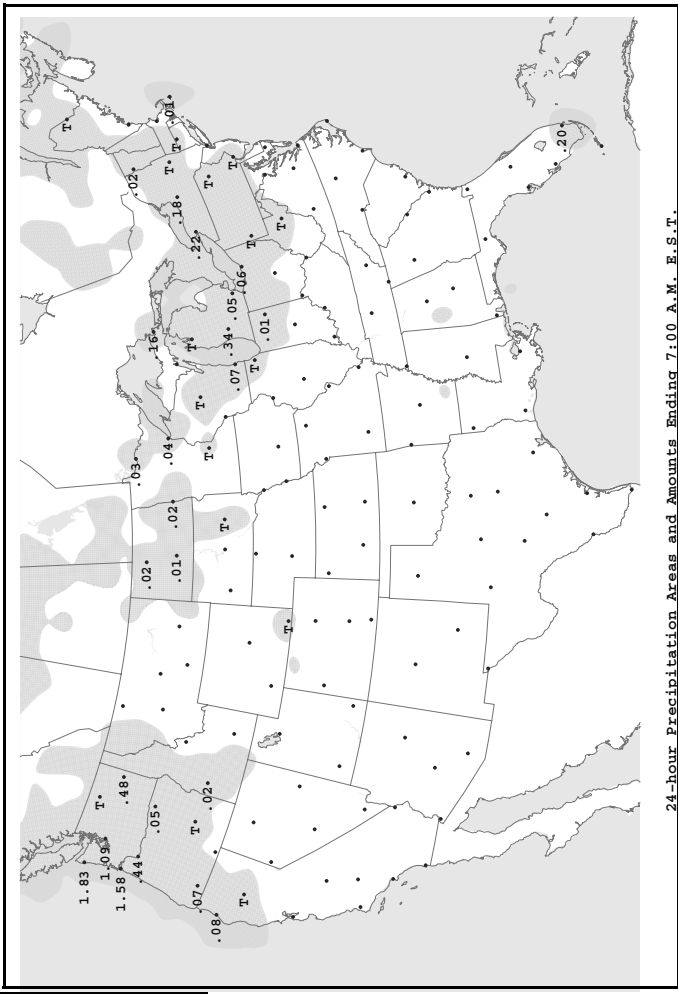 T
1.83
T
1.09
1.58
.48
.02
.03
.44
.02
.16
.05
.04
.01
T
.02
.01
T
.18
T
T
.22
.07
T
.02
T
T
.08
T
.34
.05
T
.07
.06
T
T
T
.01
T
T
.20
24-hour Precipitation Areas and Amounts Ending 7:00 A.M. E.S.T.